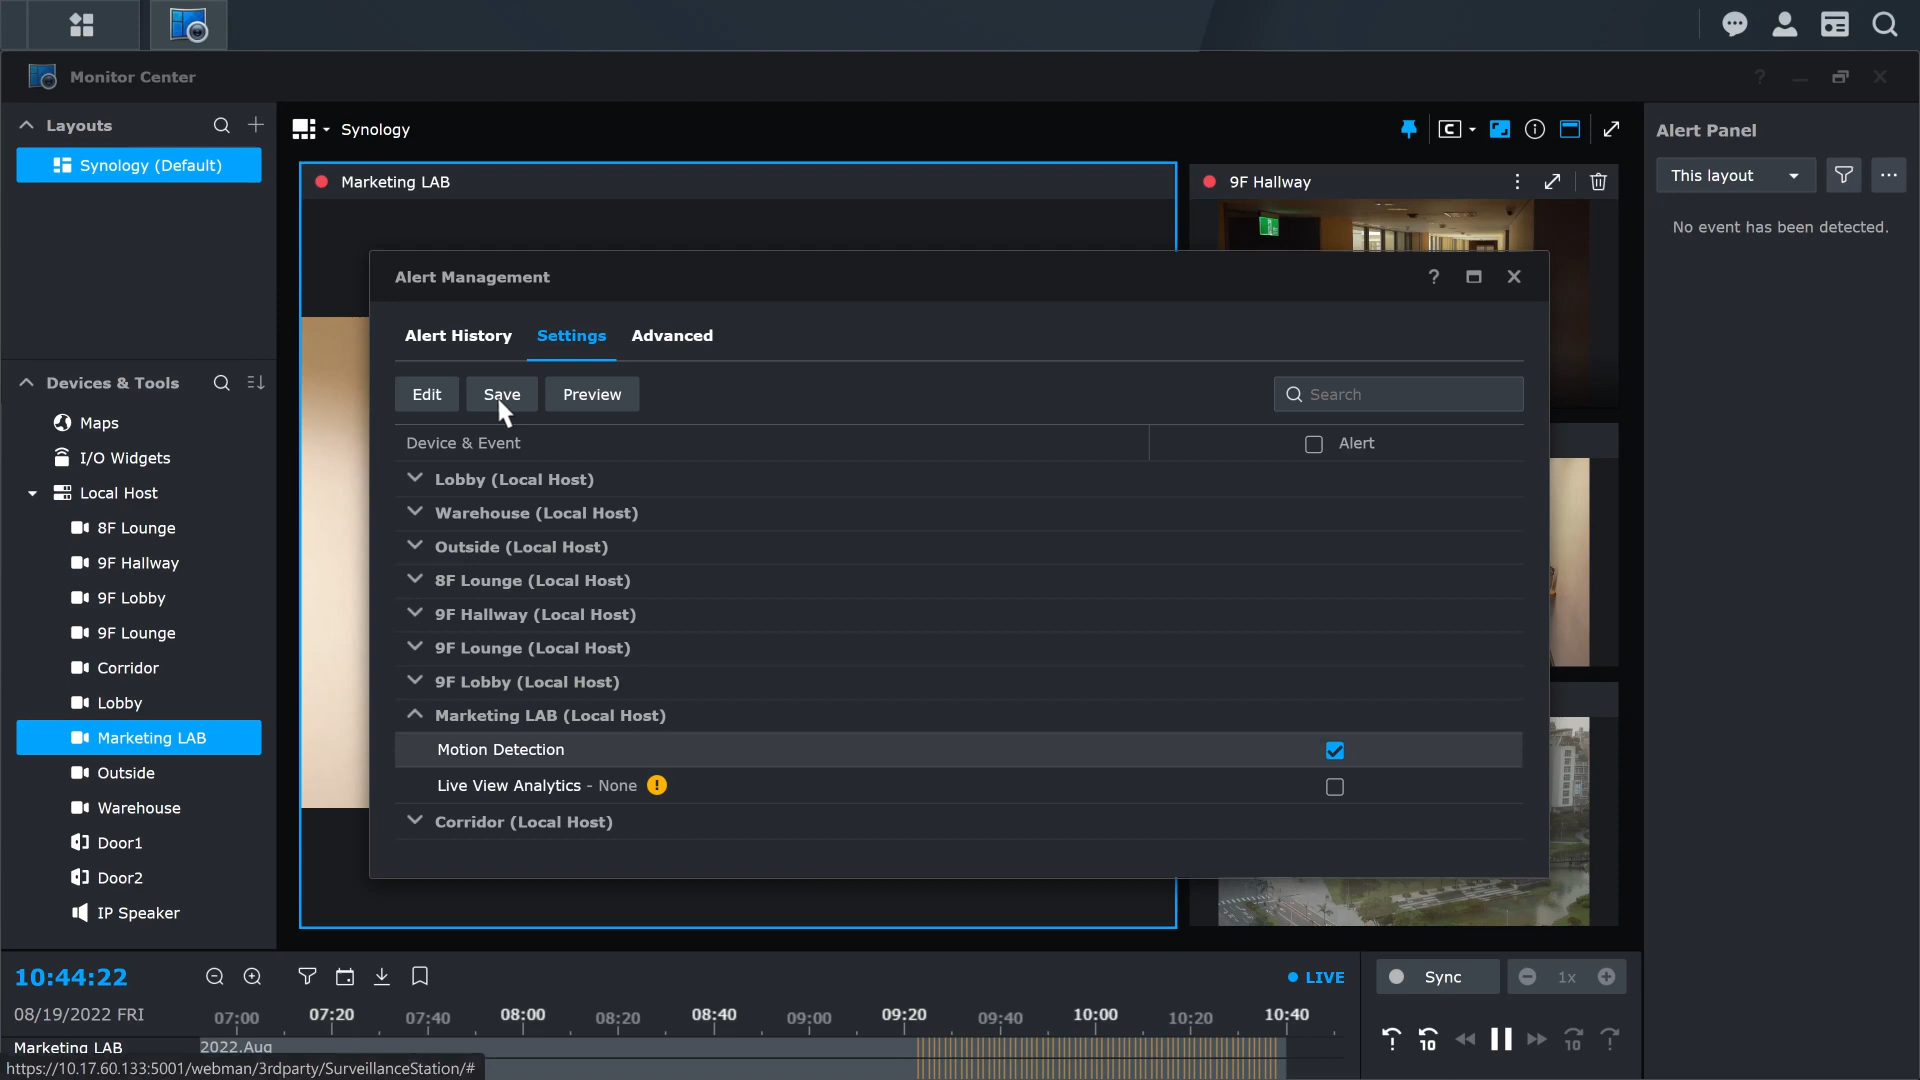 Monitor Center
?
Layouts
Synology (Default)
Synology
C
Alert Panel
This layout
No event has been detected.
Marketing LAB
9F Hallway
Alert Management
?
Alert History Settings Advanced
Edit Save Preview
Search
Device & Event
Alert
Lobby (Local Host)
Warehouse (Local Host)
Outside (Local Host)
8F Lounge (Local Host)
9F Hallway (Local Host)
9F Lounge (Local Host)
9F Lobby (Local Host)
Marketing LAB (Local Host)
Motion Detection
Live View Analytics - None
Corridor (Local Host)
Devices & Tools
Maps
I/O Widgets
Local Host
8F Lounge
9F Hallway
9F Lobby
9F Lounge
Corridor
Lobby
Marketing LAB
Outside
Warehouse
Door1
Door2
IP Speaker
10:44:22
LIVE
Sync
1x
08/19/2022 FRI
07:00 07:20 07:40 08:00 08:20 08:40 09:00 09:20 09:40 10:00 10:20 10:40
10
10
Marketing LAB
2022.Aug
https://10.17.60.133:5001/webman/3rdparty/SurveillanceStation/#